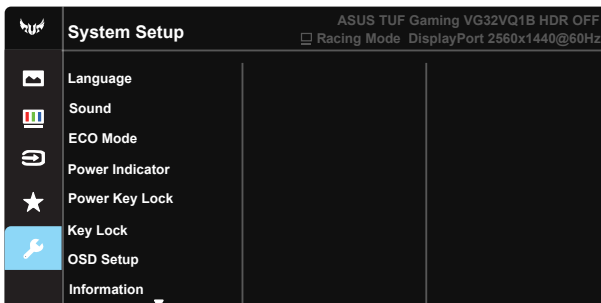 System Setup
ASUS TUF Gaming VG32VQ1B HDR OFF
Racing Mode DisplayPort 2560x1440@60Hz
Language
Sound
ECO Mode
Power Indicator
Power Key Lock
Key Lock
OSD Setup
Information